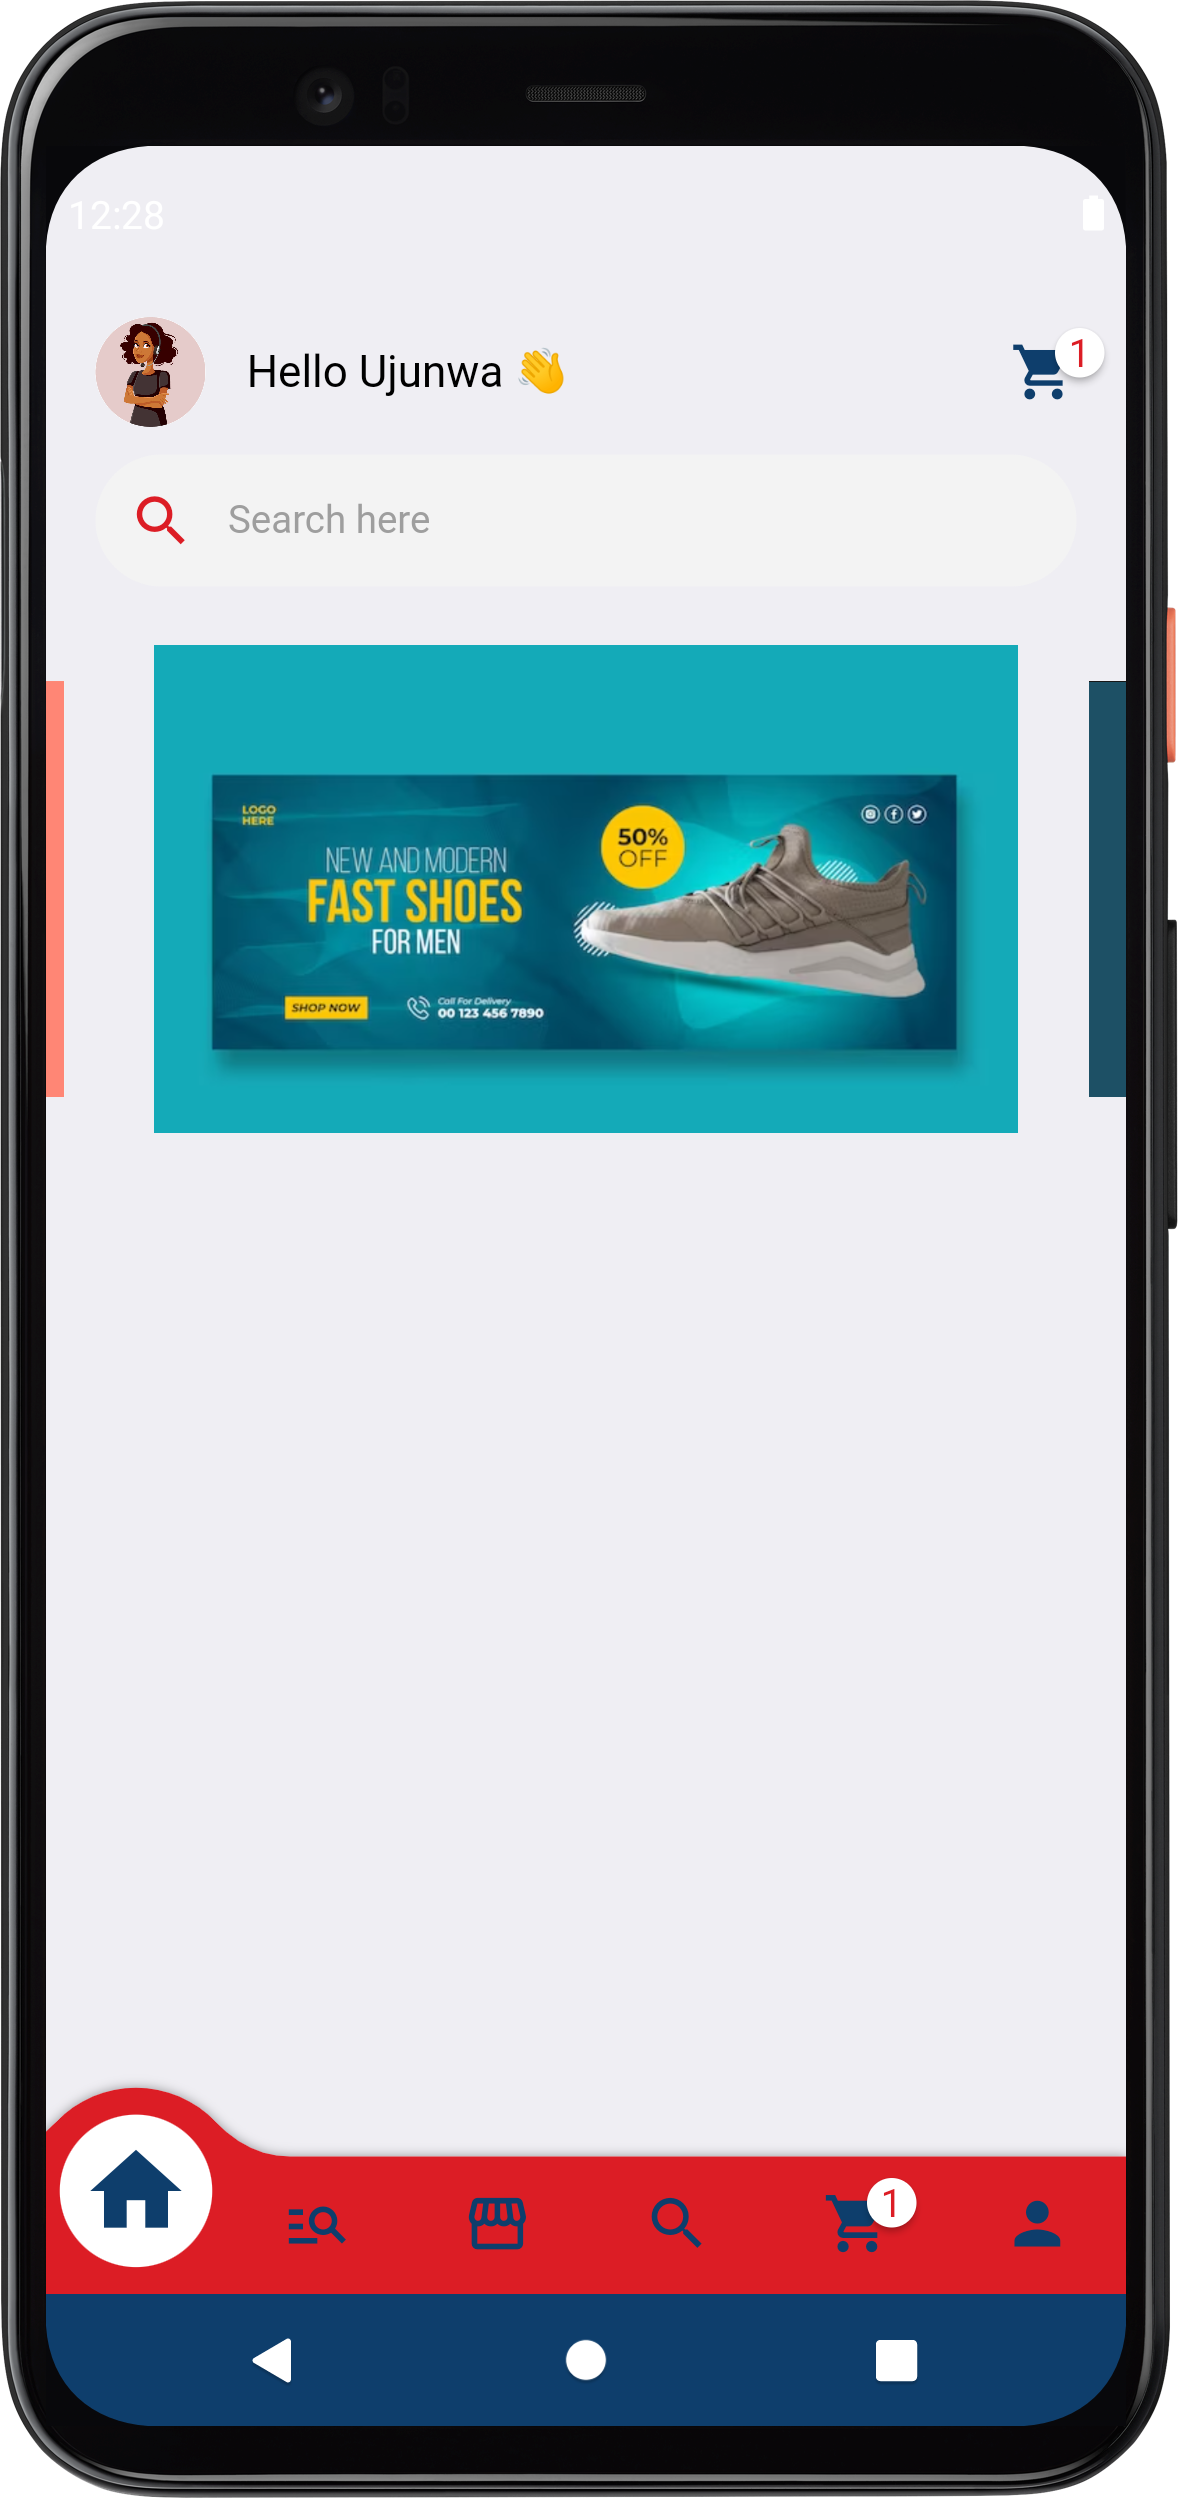 12:28
Hello Ujunwa 👋
1
Search here
LOGO
HERE
50%
OFF
NEW AND MODERN
FAST SHOES
FOR MEN
SHOP NOW
Call For Delivery
00 123 456 7890
1